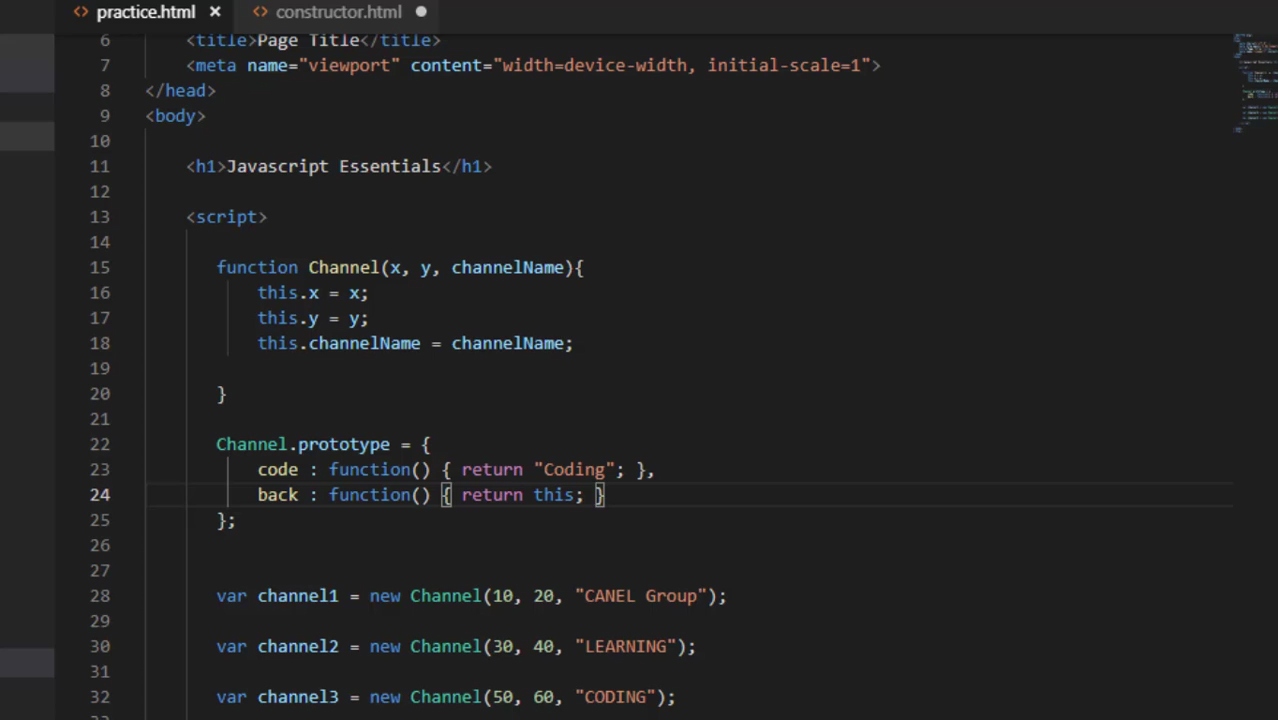 practice.html × constructor.html
6 <title>Page Title</title>
7 <meta name="viewport" content="width=device-width, initial-scale=1">
8 </head>
9 <body>
10
11 <h1>Javascript Essentials</h1>
12
13 <script>
14
15 function Channel(x, y, channelName){
16 this.x = x;
17 this.y = y;
18 this.channelName = channelName;
19
20 }
21
22 Channel.prototype = {
23 code : function() { return "Coding"; },
24 back : function() { return this; }
25 };
26
27
28 var channel1 = new Channel(10, 20, "CANEL Group");
29
30 var channel2 = new Channel(30, 40, "LEARNING");
31
32 var channel3 = new Channel(50, 60, "CODING");